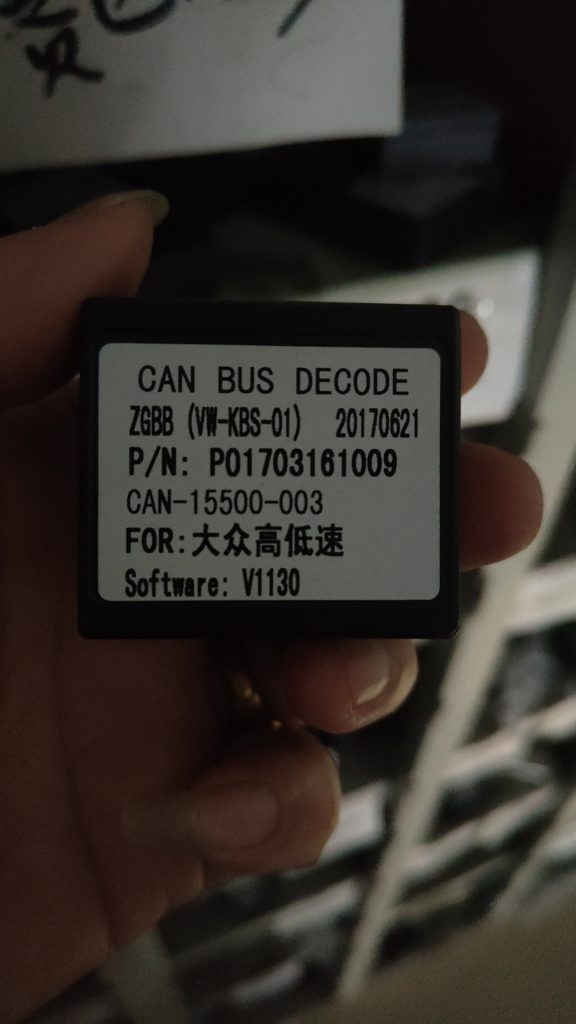 CAN BUS DECODE
ZGBB (VW-KBS-01) 20170621
P/N: P01703161009
CAN-15500-003
FOR:大众高低速
Software: V1130